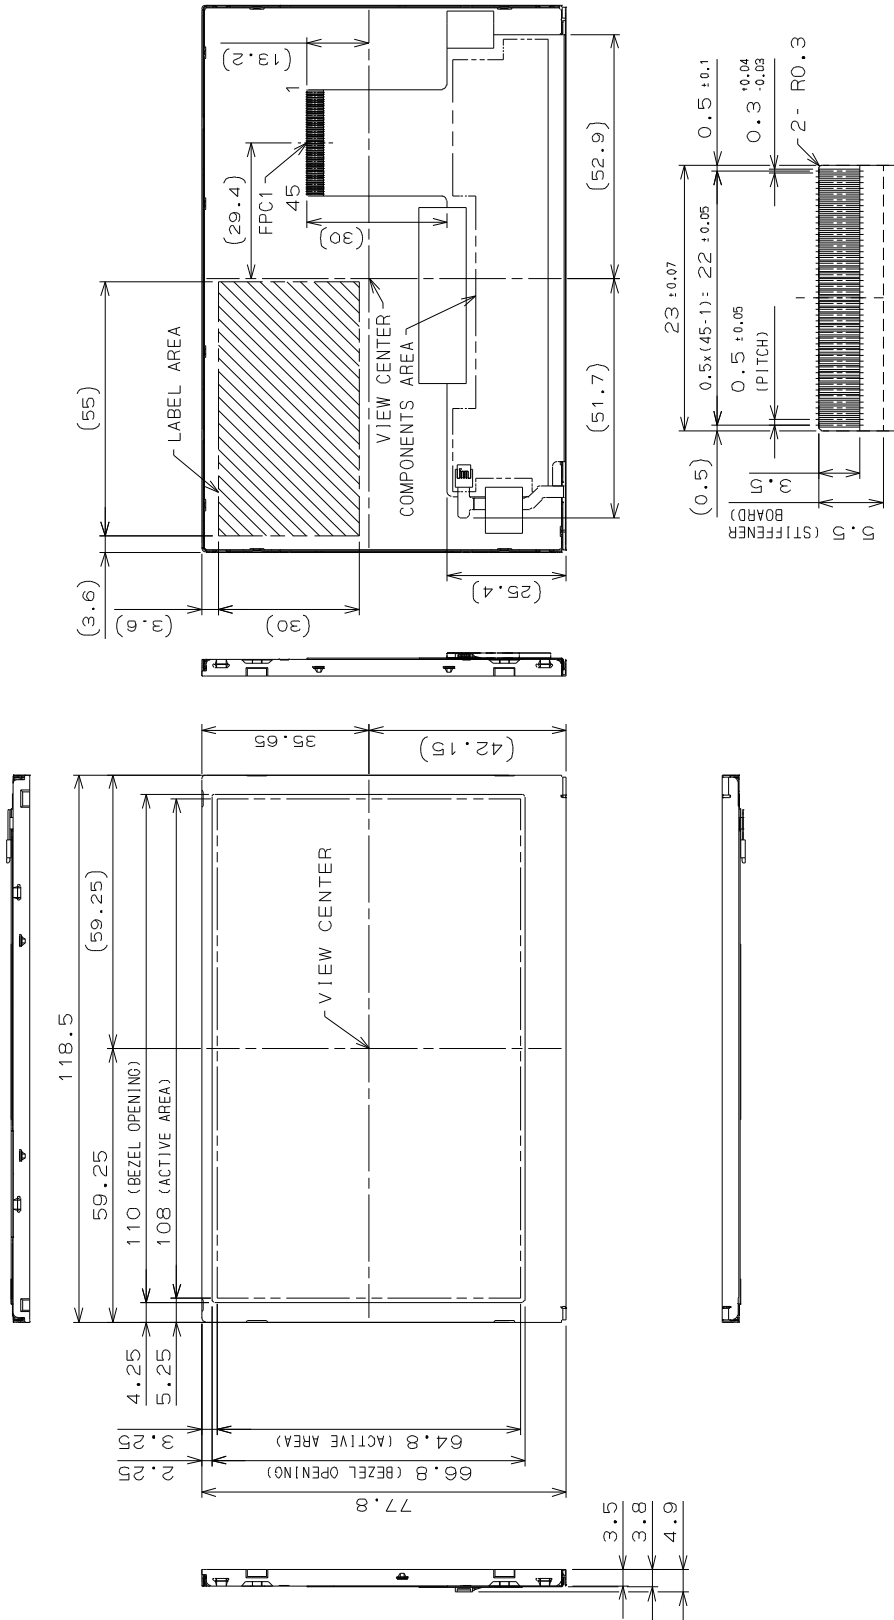 (13.2)
(29.4)
FPC1
1
45
(30)
(52.9)
(55)
LABEL AREA
VIEW CENTER
COMPONENTS AREA
(51.7)
(3.6)
(3.6)
(30)
(25.4)
0.5 ±0.1
0.3 +0.04 -0.03
2- R0.3
23 ±0.07
0.5x(45-1)= 22 ±0.05
0.5 ±0.05
(PITCH)
(0.5)
3.5
5.5 (STIFFENER BOARD)
35.65
(42.15)
(59.25)
118.5
59.25
110 (BEZEL OPENING)
108 (ACTIVE AREA)
VIEW CENTER
4.25
5.25
3.25
2.25
64.8 (ACTIVE AREA)
66.8 (BEZEL OPENING)
77.8
3.5
3.8
4.9